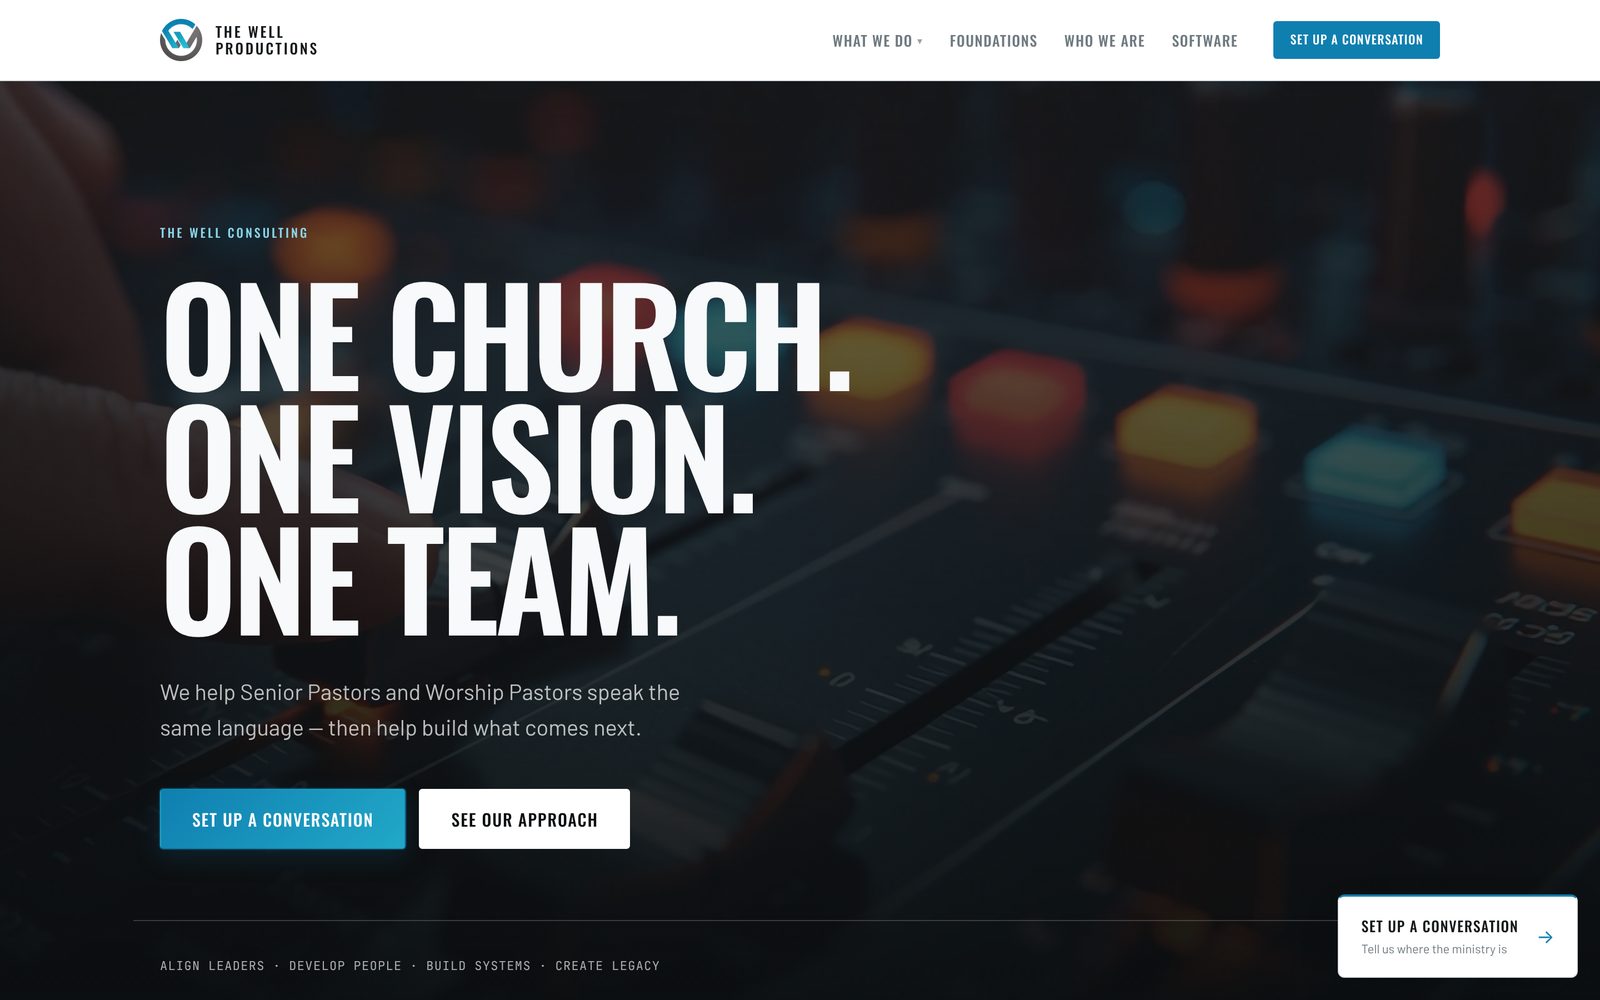 THE WELL
PRODUCTIONS
WHAT WE DO ▾
FOUNDATIONS
WHO WE ARE
SOFTWARE
SET UP A CONVERSATION
THE WELL CONSULTING
ONE CHURCH.
ONE VISION.
ONE TEAM.
We help Senior Pastors and Worship Pastors speak the
same language — then help build what comes next.
SET UP A CONVERSATION
SEE OUR APPROACH
SET UP A CONVERSATION →
Tell us where the ministry is
ALIGN LEADERS · DEVELOP PEOPLE · BUILD SYSTEMS · CREATE LEGACY